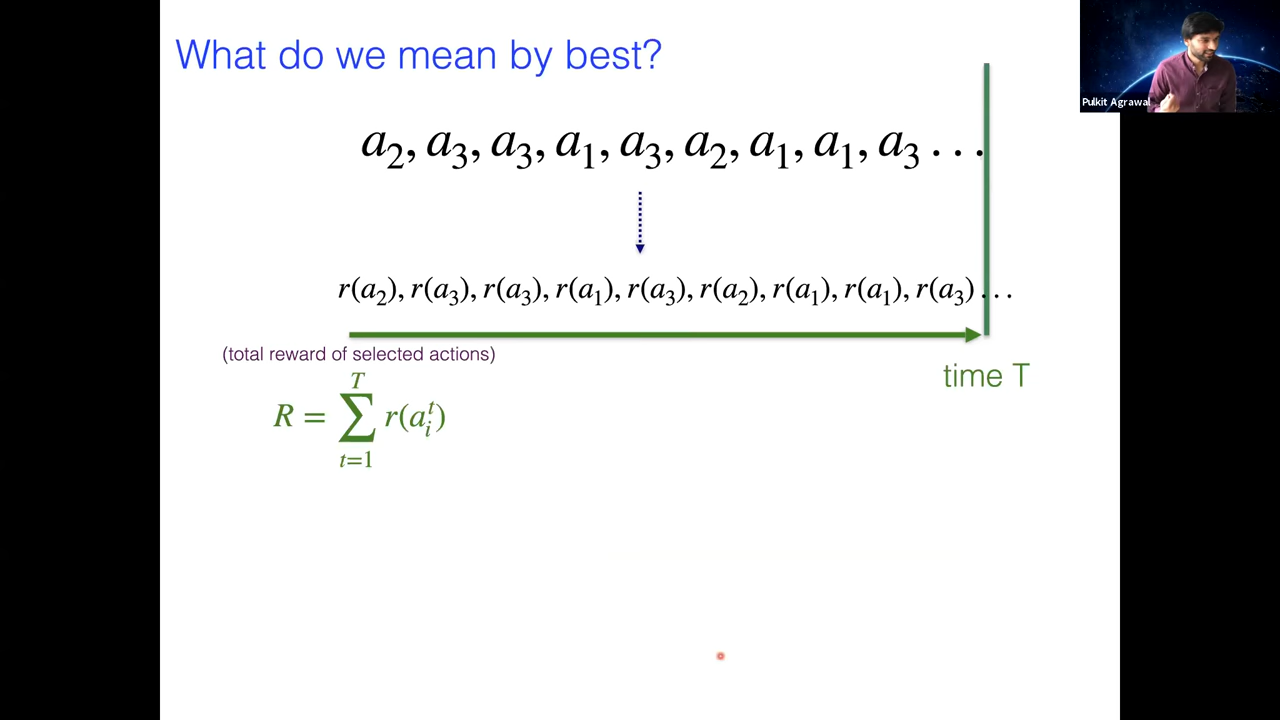 What do we mean by best?
Pulkit Agrawal
a₂, a₃, a₃, a₁, a₃, a₂, a₁, a₁, a₃ . . .
r(a₂), r(a₃), r(a₃), r(a₁), r(a₃), r(a₂), r(a₁), r(a₁), r(a₃) . . .
(total reward of selected actions)
time T
R = ∑_{t=1}^{T} r(a_i^t)